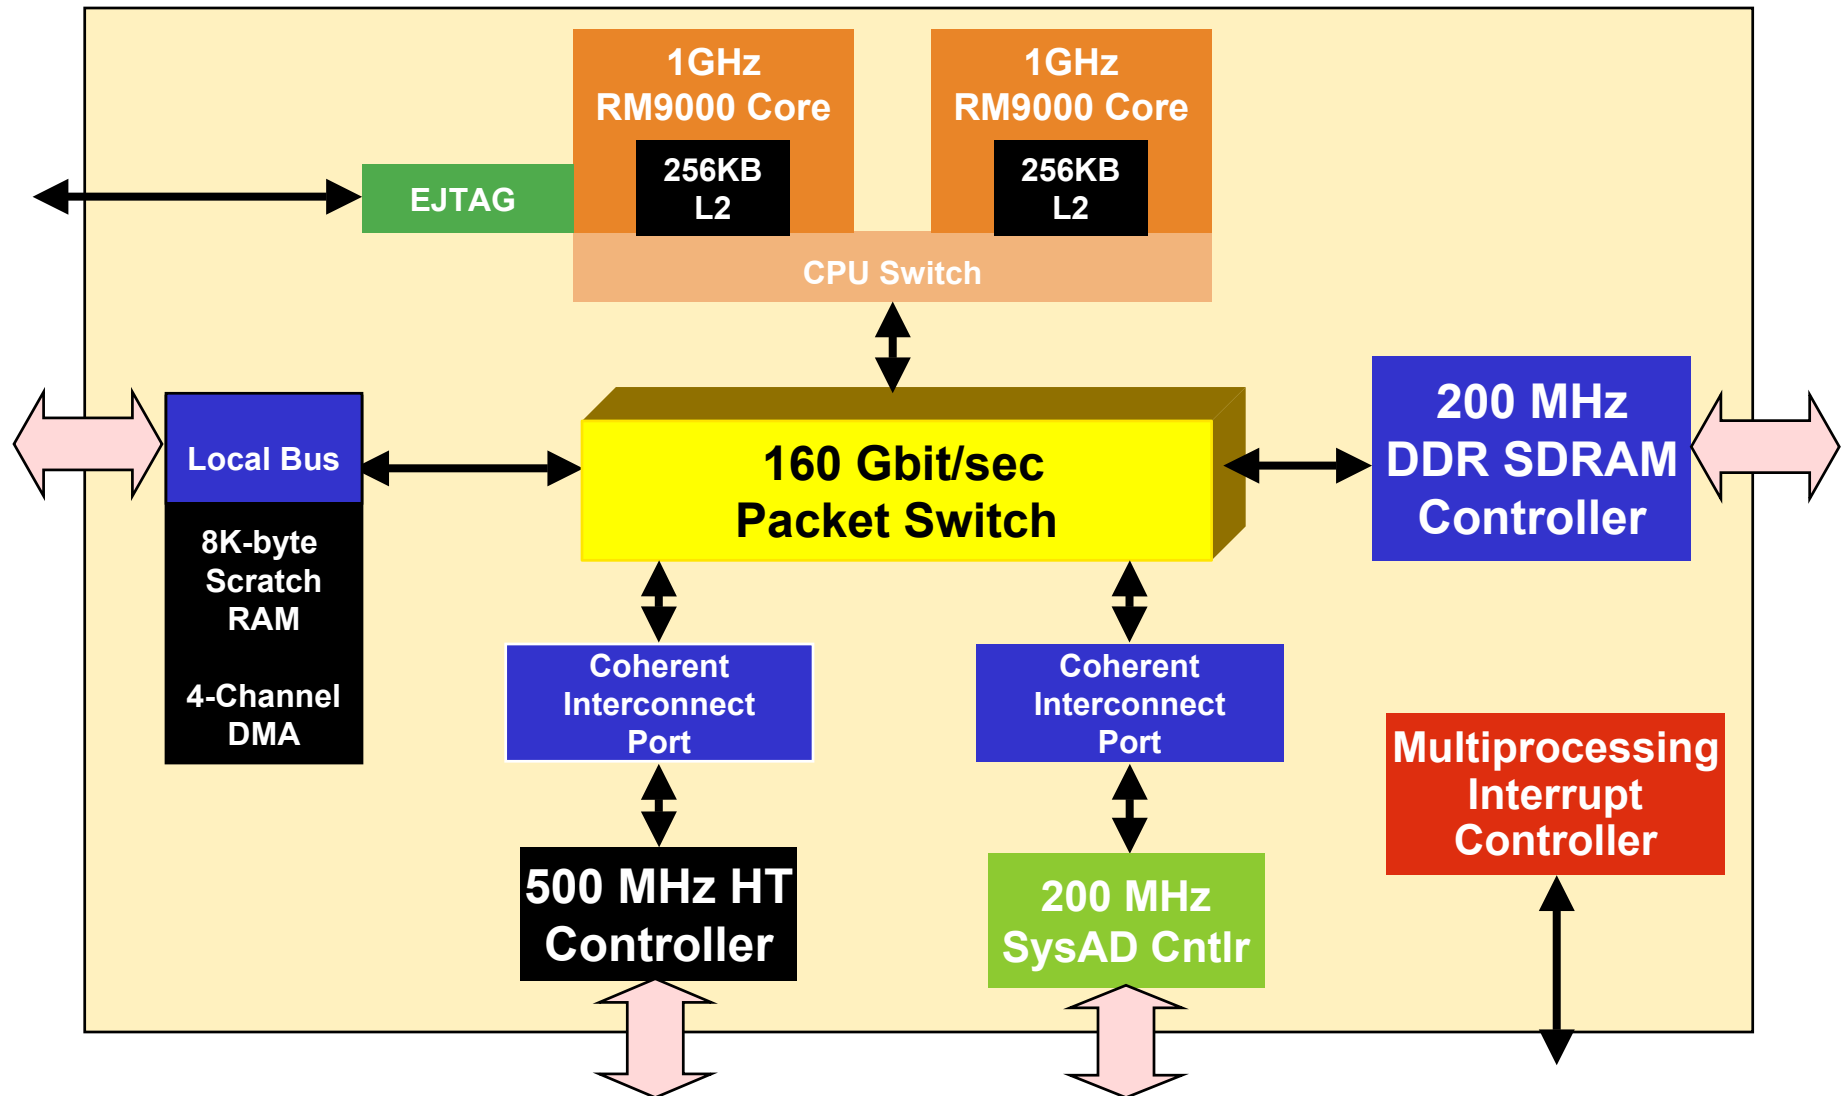 1GHz
RM9000 Core
256KB
L2
1GHz
RM9000 Core
256KB
L2
EJTAG
CPU Switch
Local Bus
8K-byte
Scratch
RAM
4-Channel
DMA
160 Gbit/sec
Packet Switch
200 MHz
DDR SDRAM
Controller
Coherent
Interconnect
Port
Coherent
Interconnect
Port
Multiprocessing
Interrupt
Controller
500 MHz HT
Controller
200 MHz
SysAD Cntlr